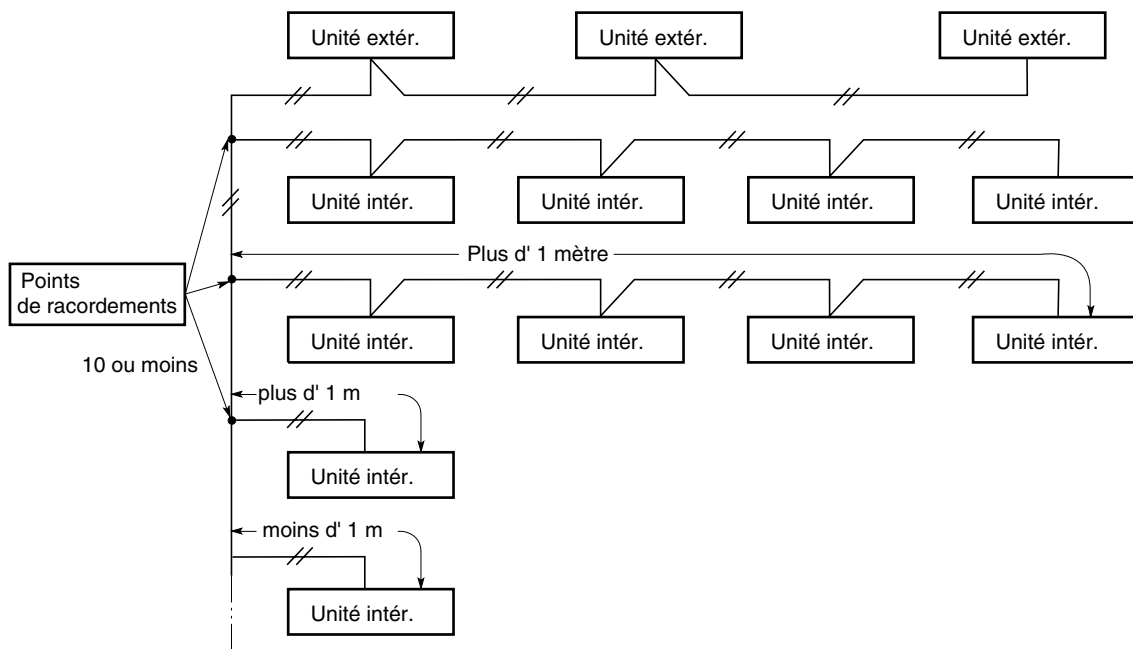 Unité extér.
Unité extér.
Unité extér.
Unité intér.
Unité intér.
Unité intér.
Unité intér.
Plus d' 1 mètre
Points
de racordements
Unité intér.
Unité intér.
Unité intér.
Unité intér.
10 ou moins
plus d' 1 m
Unité intér.
moins d' 1 m
Unité intér.